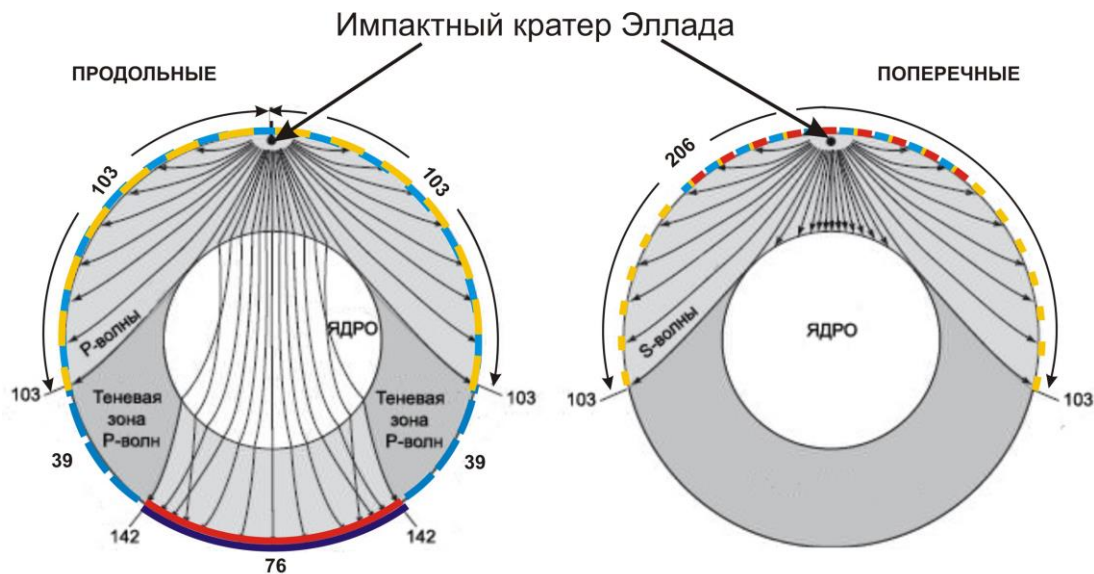 Импактный кратер Эллада
ПРОДОЛЬНЫЕ
ПОПЕРЕЧНЫЕ
103
103
206
P-волны
ЯДРО
S-волны
ЯДРО
103
103
103
103
Теневая
зона
P-волн
Теневая
зона
P-волн
39
39
142
142
76